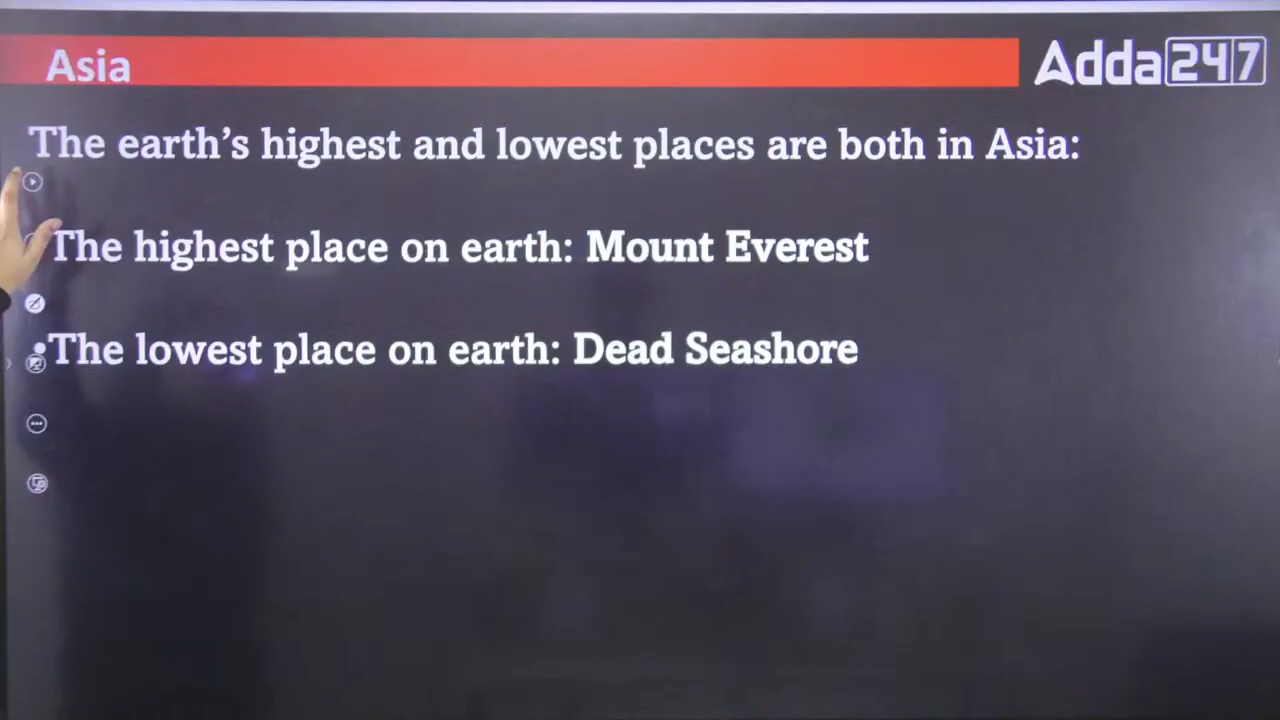 Asia
Adda247
The earth's highest and lowest places are both in Asia:
The highest place on earth: Mount Everest
•The lowest place on earth: Dead Seashore